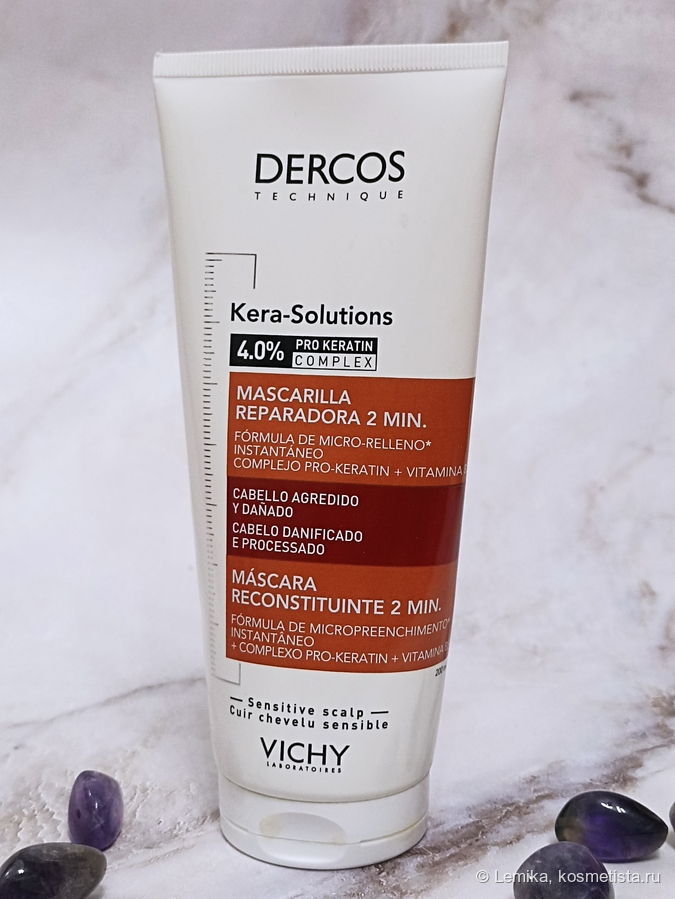 DERCOS
TECHNIQUE
Kera-Solutions
4.0% PRO KERATIN
COMPLEX
MASCARILLA
REPARADORA 2 MIN.
FÓRMULA DE MICRO-RELLENO*
INSTANTÁNEO
COMPLEJO PRO-KERATIN + VITAMINA
CABELLO AGREDIDO
Y DAÑADO
CABELO DANIFICADO
E PROCESSADO
MÁSCARA
RECONSTITUINTE 2 MIN.
FÓRMULA DE MICROPREENCHIMENTO*
INSTANTÂNEO
+ COMPLEXO PRO-KERATIN + VITAMINA
200
— Sensitive scalp —
Cuir chevelu sensible
VICHY
LABORATOIRES
© Lemika, kosmetista.ru